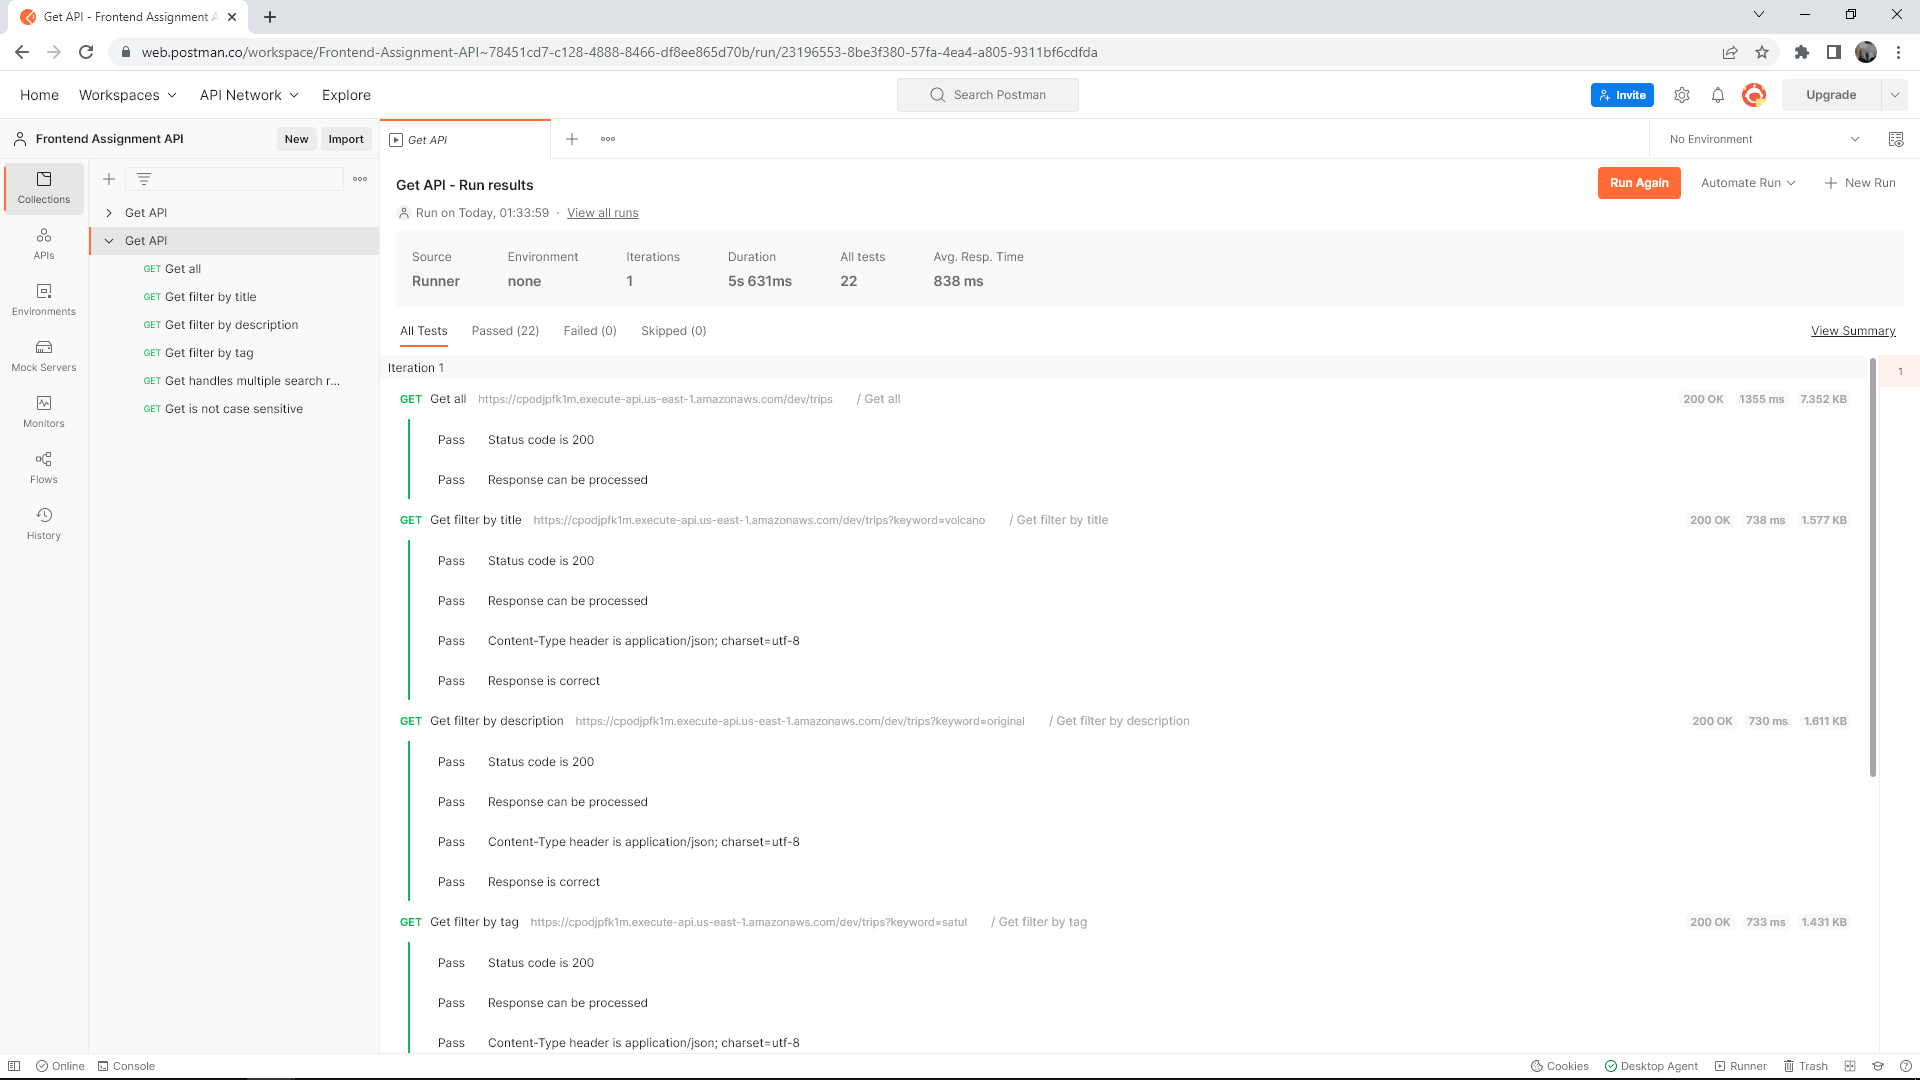 Get API - Frontend Assignment A
web.postman.co/workspace/Frontend-Assignment-API~78451cd7-c128-4888-8466-df8ee865d70b/run/23196553-8be3f380-57fa-4ea4-a805-9311bf6cdfda
Home Workspaces API Network Explore Search Postman Invite Upgrade
Frontend Assignment API New Import Get API No Environment
Collections
APIs
Environments
Mock Servers
Monitors
Flows
History
Get API
Get API
GET Get all
GET Get filter by title
GET Get filter by description
GET Get filter by tag
GET Get handles multiple search r...
GET Get is not case sensitive
Get API - Run results
Run Again Automate Run New Run
Run on Today, 01:33:59 · View all runs
Source Environment Iterations Duration All tests Avg. Resp. Time
Runner none 1 5s 631ms 22 838 ms
All Tests Passed (22) Failed (0) Skipped (0) View Summary
Iteration 1
1
GET Get all https://cpodjpfk1m.execute-api.us-east-1.amazonaws.com/dev/trips / Get all 200 OK 1355 ms 7.352 KB
Pass Status code is 200
Pass Response can be processed
GET Get filter by title https://cpodjpfk1m.execute-api.us-east-1.amazonaws.com/dev/trips?keyword=volcano / Get filter by title 200 OK 738 ms 1.577 KB
Pass Status code is 200
Pass Response can be processed
Pass Content-Type header is application/json; charset=utf-8
Pass Response is correct
GET Get filter by description https://cpodjpfk1m.execute-api.us-east-1.amazonaws.com/dev/trips?keyword=original / Get filter by description 200 OK 730 ms 1.611 KB
Pass Status code is 200
Pass Response can be processed
Pass Content-Type header is application/json; charset=utf-8
Pass Response is correct
GET Get filter by tag https://cpodjpfk1m.execute-api.us-east-1.amazonaws.com/dev/trips?keyword=satul / Get filter by tag 200 OK 733 ms 1.431 KB
Pass Status code is 200
Pass Response can be processed
Pass Content-Type header is application/json; charset=utf-8
Online Console Cookies Desktop Agent Runner Trash